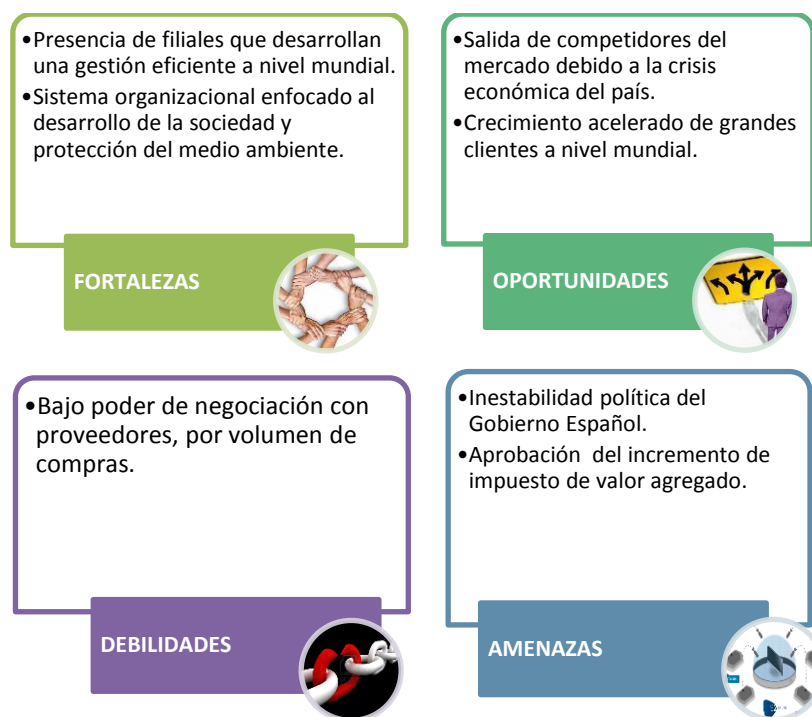 •Presencia de filiales que desarrollan
una gestión eficiente a nivel mundial.
•Sistema organizacional enfocado al
desarrollo de la sociedad y
protección del medio ambiente.
FORTALEZAS
•Salida de competidores del
mercado debido a la crisis
económica del país.
•Crecimiento acelerado de grandes
clientes a nivel mundial.
OPORTUNIDADES
•Bajo poder de negociación con
proveedores, por volumen de
compras.
DEBILIDADES
•Inestabilidad política del
Gobierno Español.
•Aprobación  del incremento de
impuesto de valor agregado.
AMENAZAS